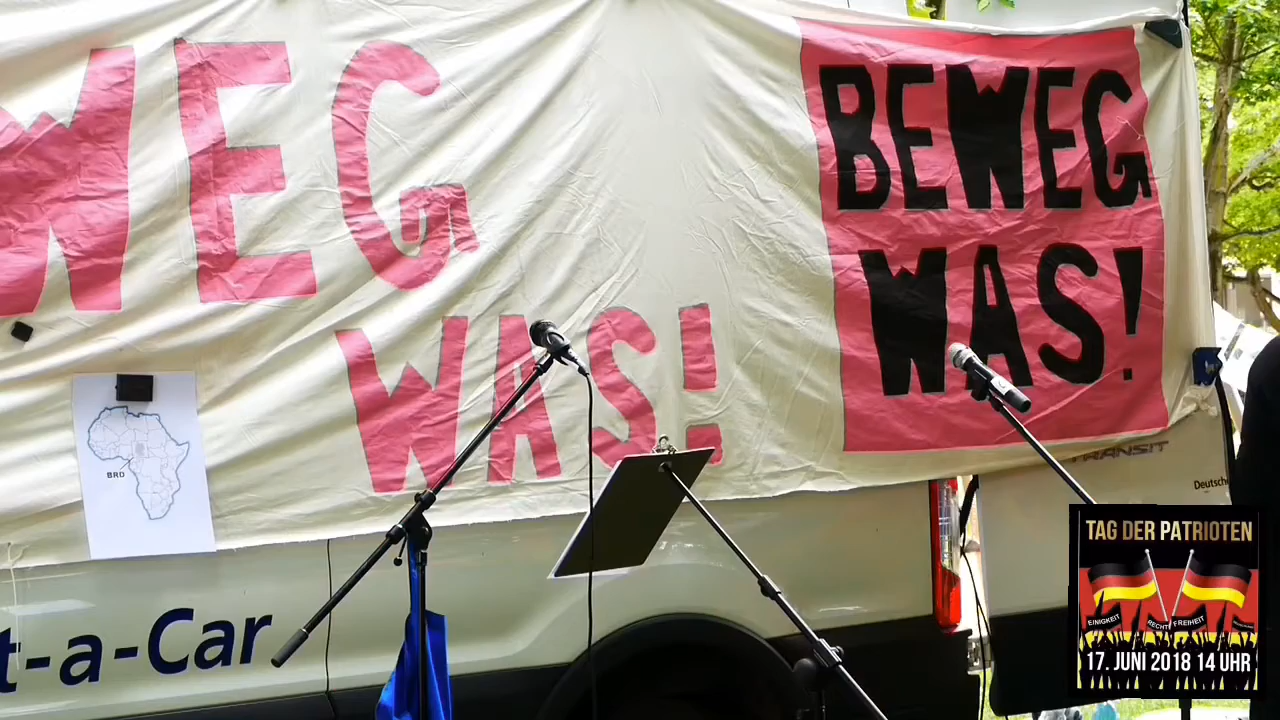 WEG
WAS!
BEWEG
WAS!
BRD
TRANSIT
t-a-Car
TAG DER PATRIOTEN
EINIGKEIT
RECHT
FREIHEIT
17. JUNI 2018 14 UHR